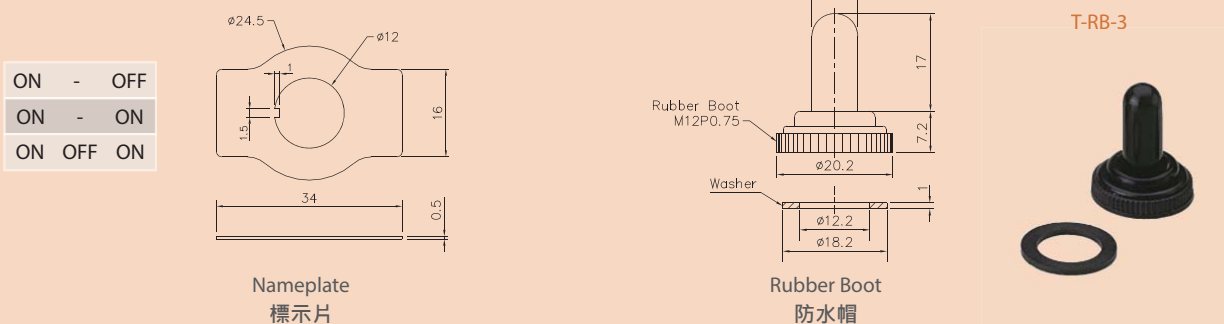 ON - OFF
ON - ON
ON OFF ON
ø24.5
ø12
1
1.5
16
34
0.5
Nameplate
標示片
17
7.2
Rubber Boot
M12P0.75
ø20.2
Washer
1
ø12.2
ø18.2
Rubber Boot
防水帽
T-RB-3